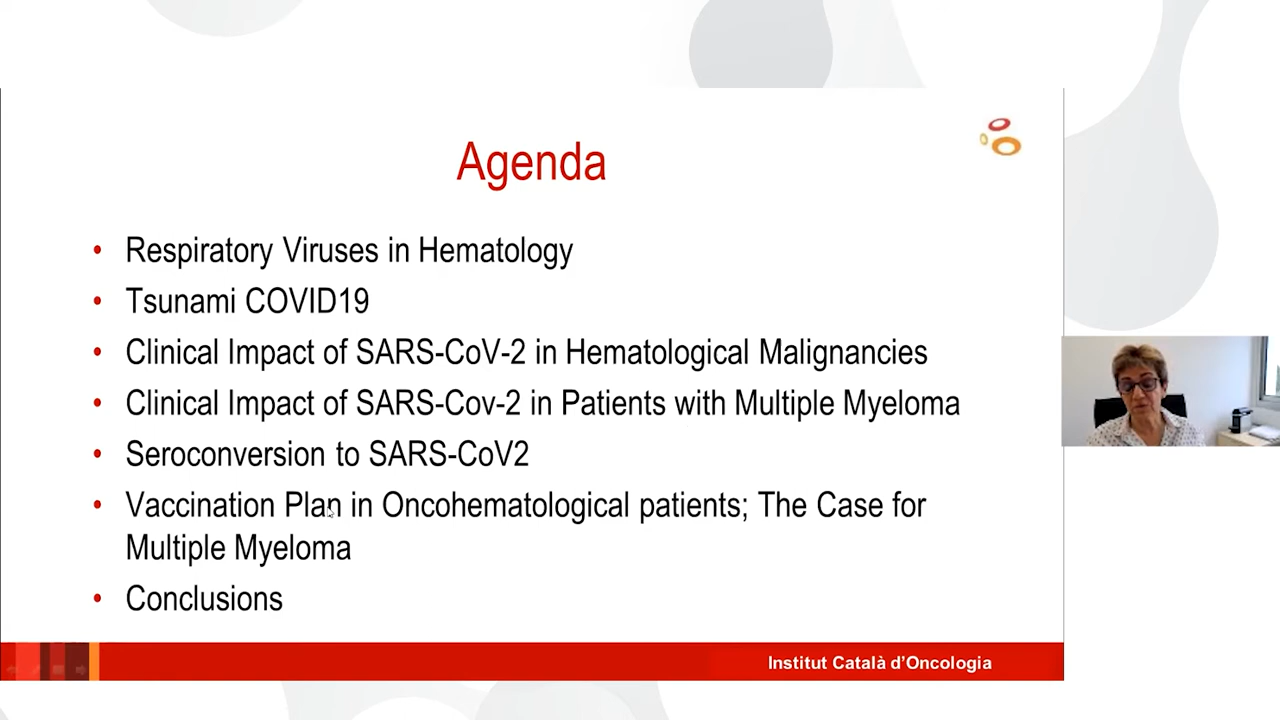 Agenda
• Respiratory Viruses in Hematology
• Tsunami COVID19
• Clinical Impact of SARS-CoV-2 in Hematological Malignancies
• Clinical Impact of SARS-Cov-2 in Patients with Multiple Myeloma
• Seroconversion to SARS-CoV2
• Vaccination Plan in Oncohematological patients; The Case for
Multiple Myeloma
• Conclusions
Institut Català d’Oncologia